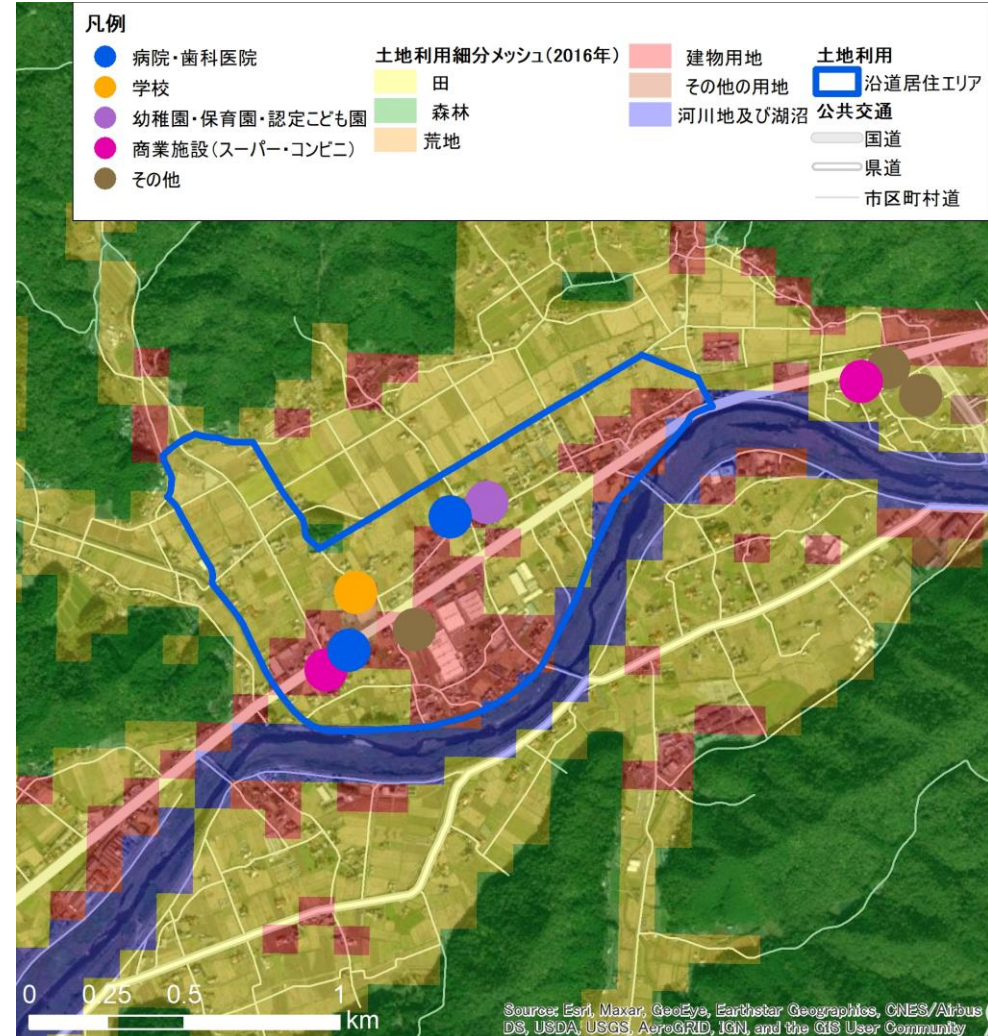 凡例
病院・歯科医院
学校
幼稚園・保育園・認定こども園
商業施設(スーパー・コンビニ)
その他
土地利用細分メッシュ(2016年)
田
森林
荒地
建物用地
その他の用地
河川地及び湖沼
土地利用
沿道居住エリア
公共交通
国道
県道
市区町村道
0 0.25 0.5 1
km
Source: Esri, Maxar, GeoEye, Earthstar Geographics, CNES/Airbus
DS, USDA, USGS, AeroGRID, IGN, and the GIS User Community